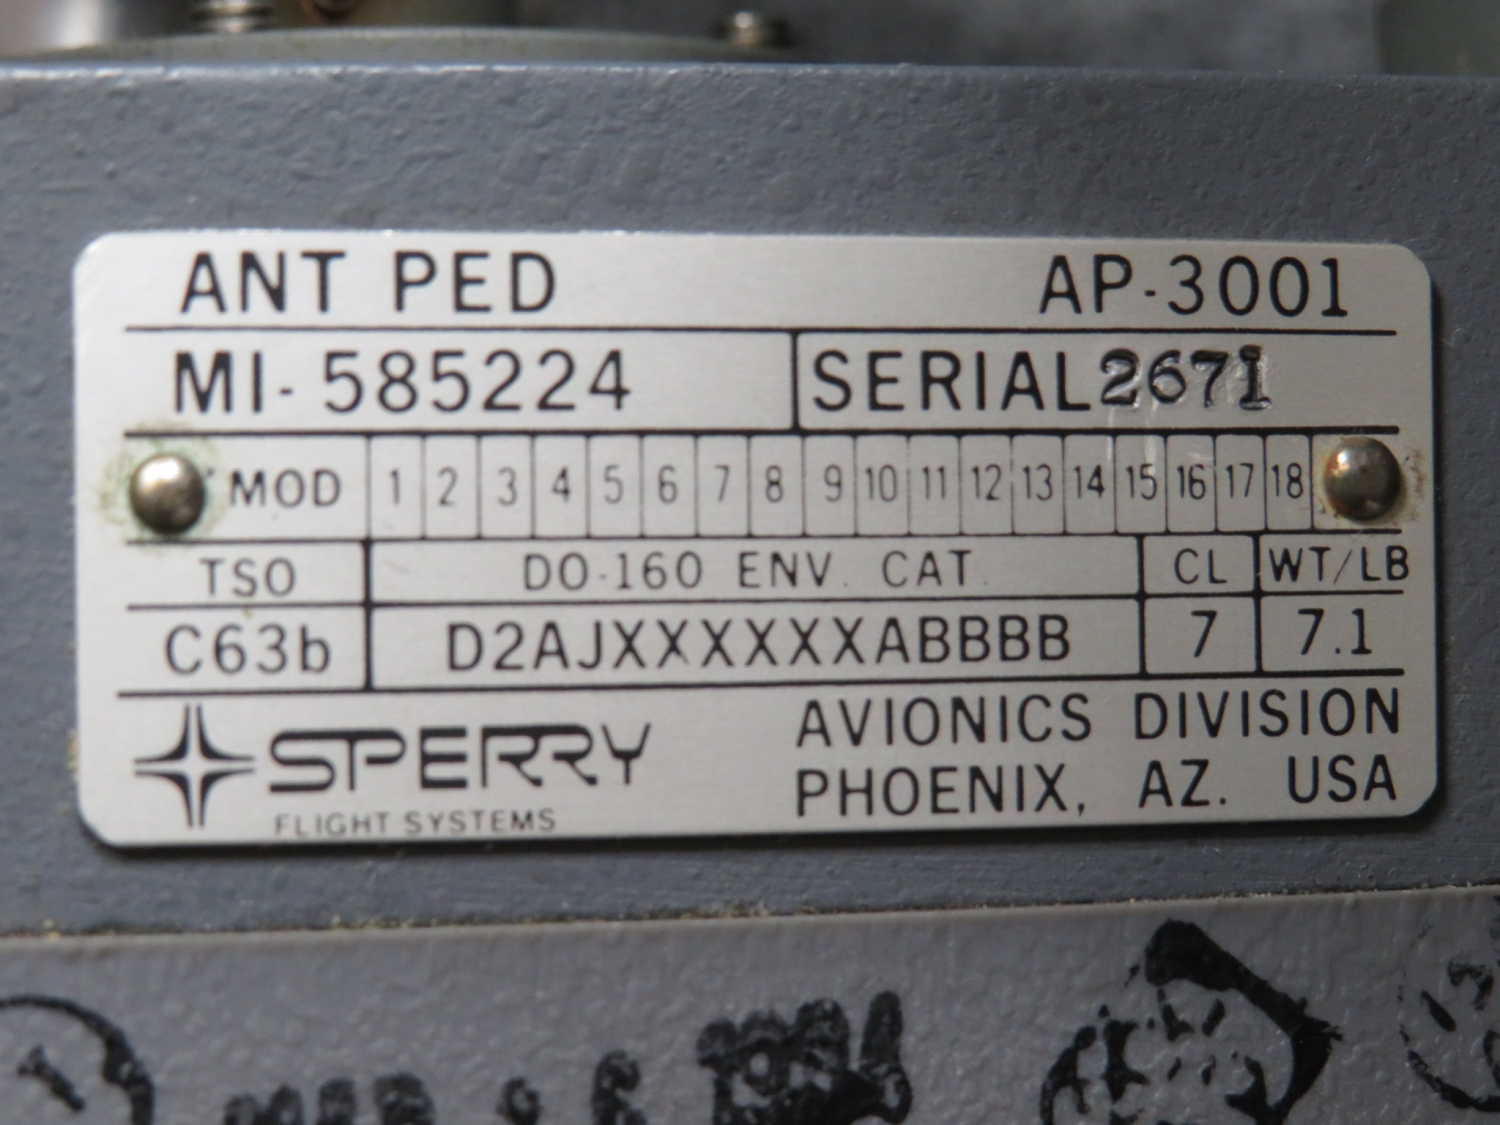 ANT PED AP-3001
MI-585224 SERIAL 2671
MOD 1 2 3 4 5 6 7 8 9 10 11 12 13 14 15 16 17 18
TSO DO-160 ENV. CAT. CL WT/LB
C63b D2AJXXXXXXXABBBB 7 7.1
SPERRY AVIONICS DIVISION
FLIGHT SYSTEMS PHOENIX, AZ. USA